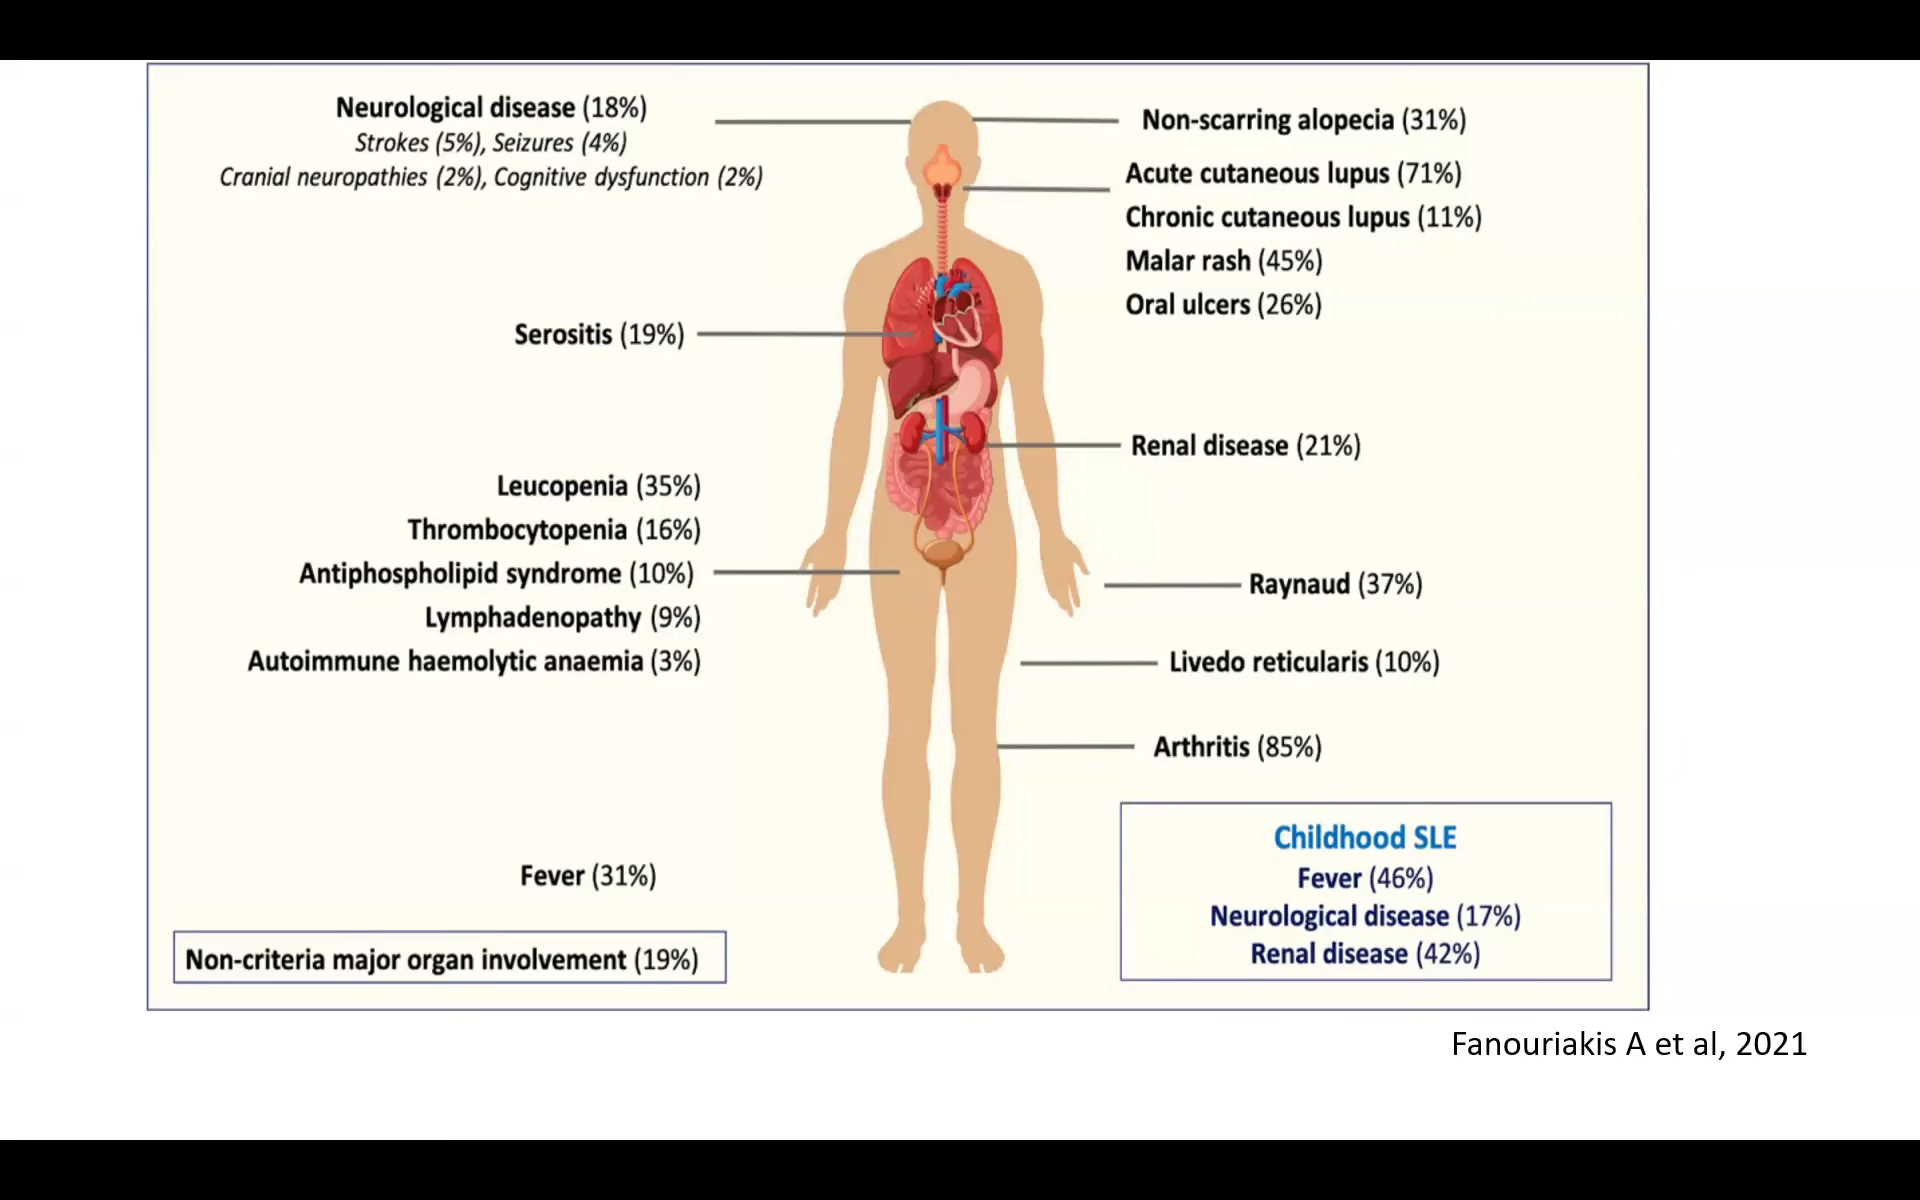 Neurological disease (18%)
Strokes (5%), Seizures (4%)
Cranial neuropathies (2%), Cognitive dysfunction (2%)
Serositis (19%)
Leucopenia (35%)
Thrombocytopenia (16%)
Antiphospholipid syndrome (10%)
Lymphadenopathy (9%)
Autoimmune haemolytic anaemia (3%)
Fever (31%)
Non-criteria major organ involvement (19%)
Non-scarring alopecia (31%)
Acute cutaneous lupus (71%)
Chronic cutaneous lupus (11%)
Malar rash (45%)
Oral ulcers (26%)
Renal disease (21%)
Raynaud (37%)
Livedo reticularis (10%)
Arthritis (85%)
Childhood SLE
Fever (46%)
Neurological disease (17%)
Renal disease (42%)
Fanouriakis A et al, 2021